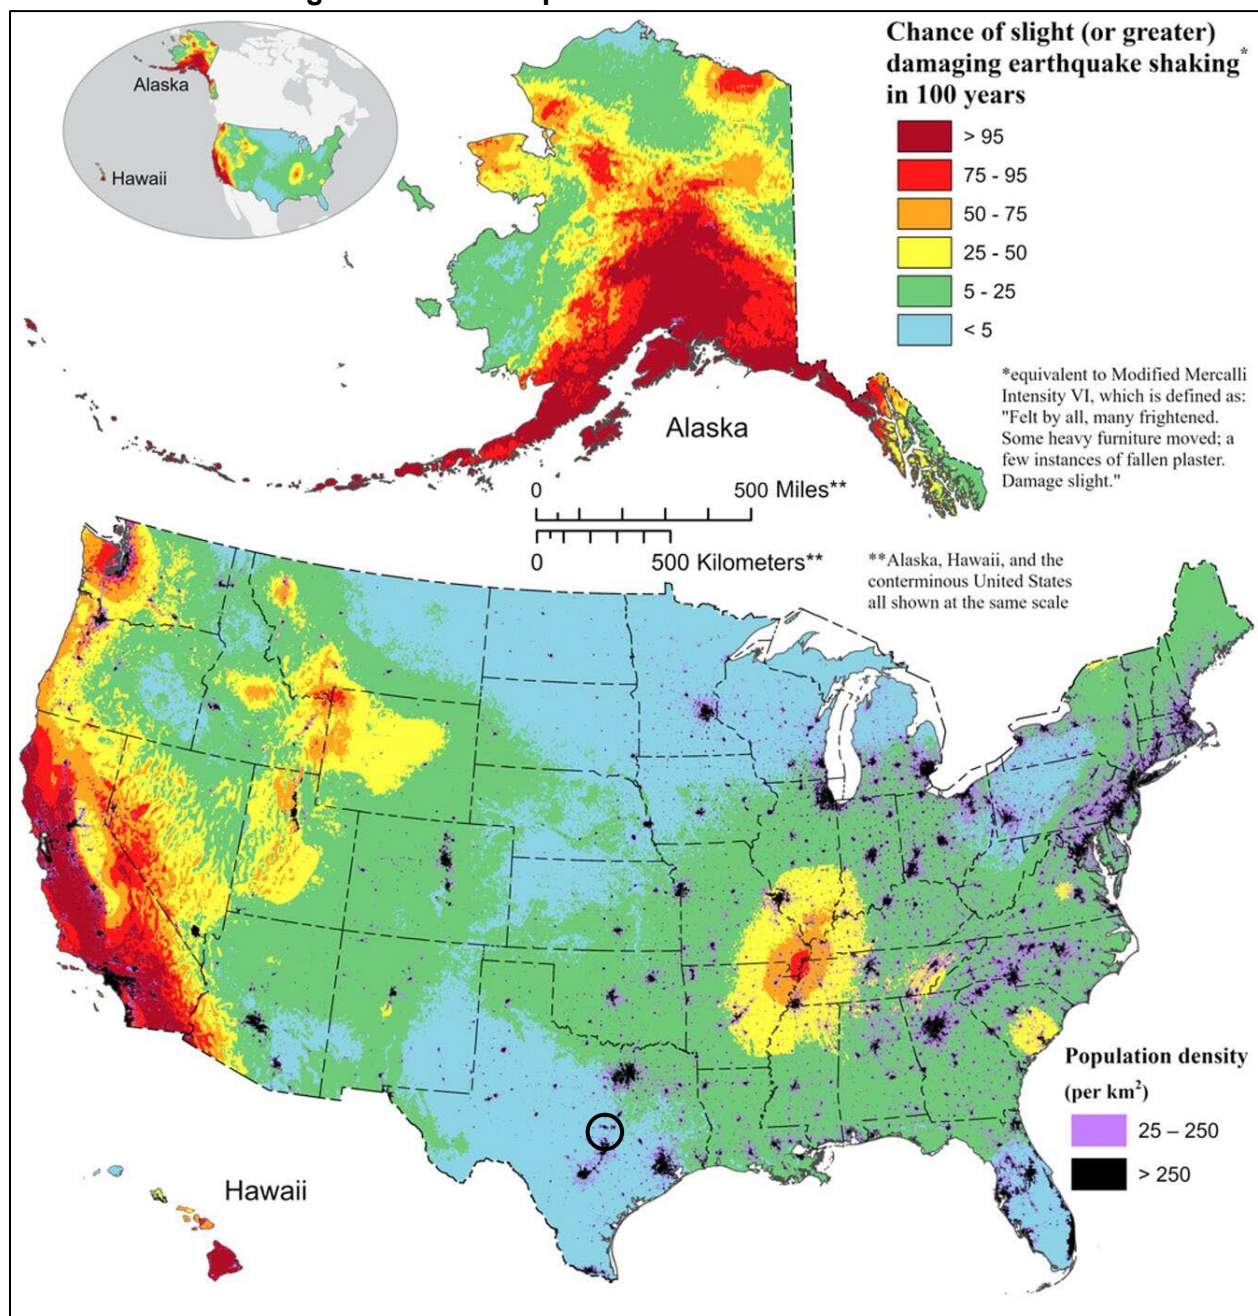 Alaska
Hawaii
Chance of slight (or greater)
damaging earthquake shaking*
in 100 years
> 95
75 - 95
50 - 75
25 - 50
5 - 25
< 5
*equivalent to Modified Mercalli
Intensity VI, which is defined as:
"Felt by all, many frightened.
Some heavy furniture moved; a
few instances of fallen plaster.
Damage slight."
Alaska
0 500 Miles**
0 500 Kilometers**
**Alaska, Hawaii, and the
conterminous United States
all shown at the same scale
Population density
(per km²)
25 – 250
> 250
Hawaii